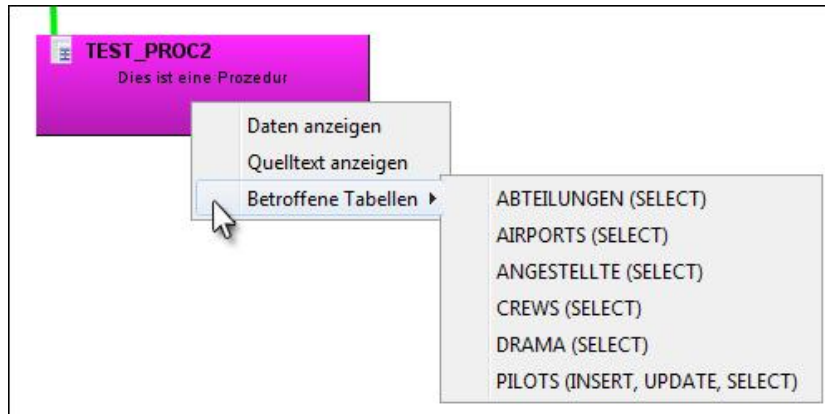 TEST_PROC2
Dies ist eine Prozedur
Daten anzeigen
Quelltext anzeigen
Betroffene Tabellen
ABTEILUNGEN (SELECT)
AIRPORTS (SELECT)
ANGESTELLTE (SELECT)
CREWS (SELECT)
DRAMA (SELECT)
PILOTS (INSERT, UPDATE, SELECT)